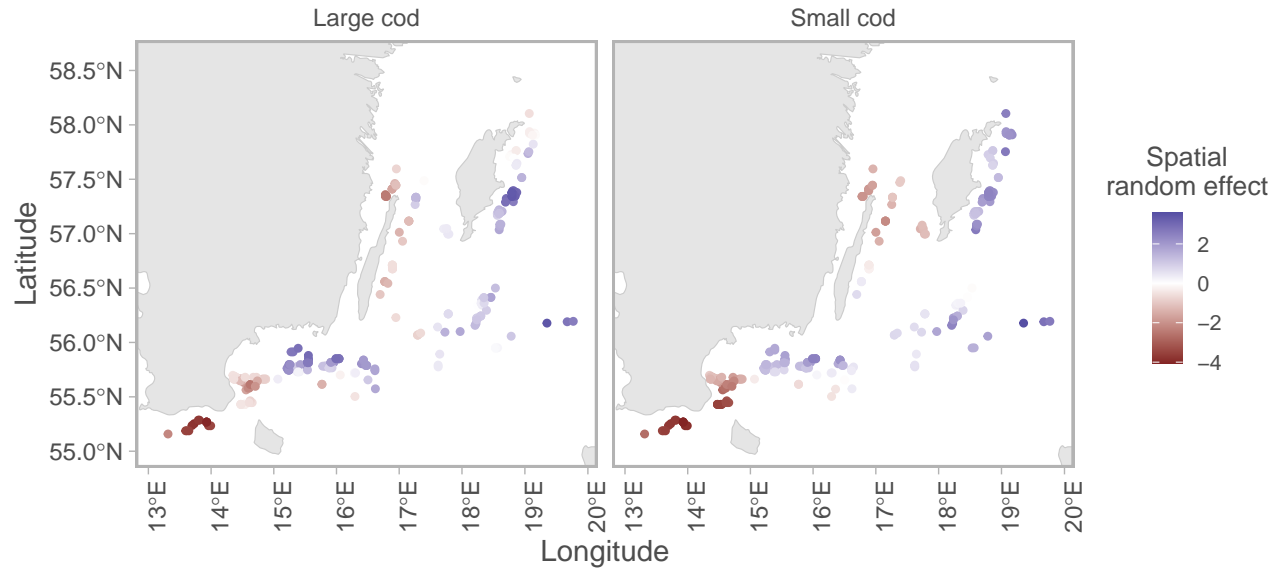 Large cod
Small cod
58.5°N
58.0°N
57.5°N
57.0°N
56.5°N
56.0°N
55.5°N
55.0°N
Latitude
13°E
14°E
15°E
16°E
17°E
18°E
19°E
20°E
13°E
14°E
15°E
16°E
17°E
18°E
19°E
20°E
Longitude
Spatial
random effect
2
0
−2
−4